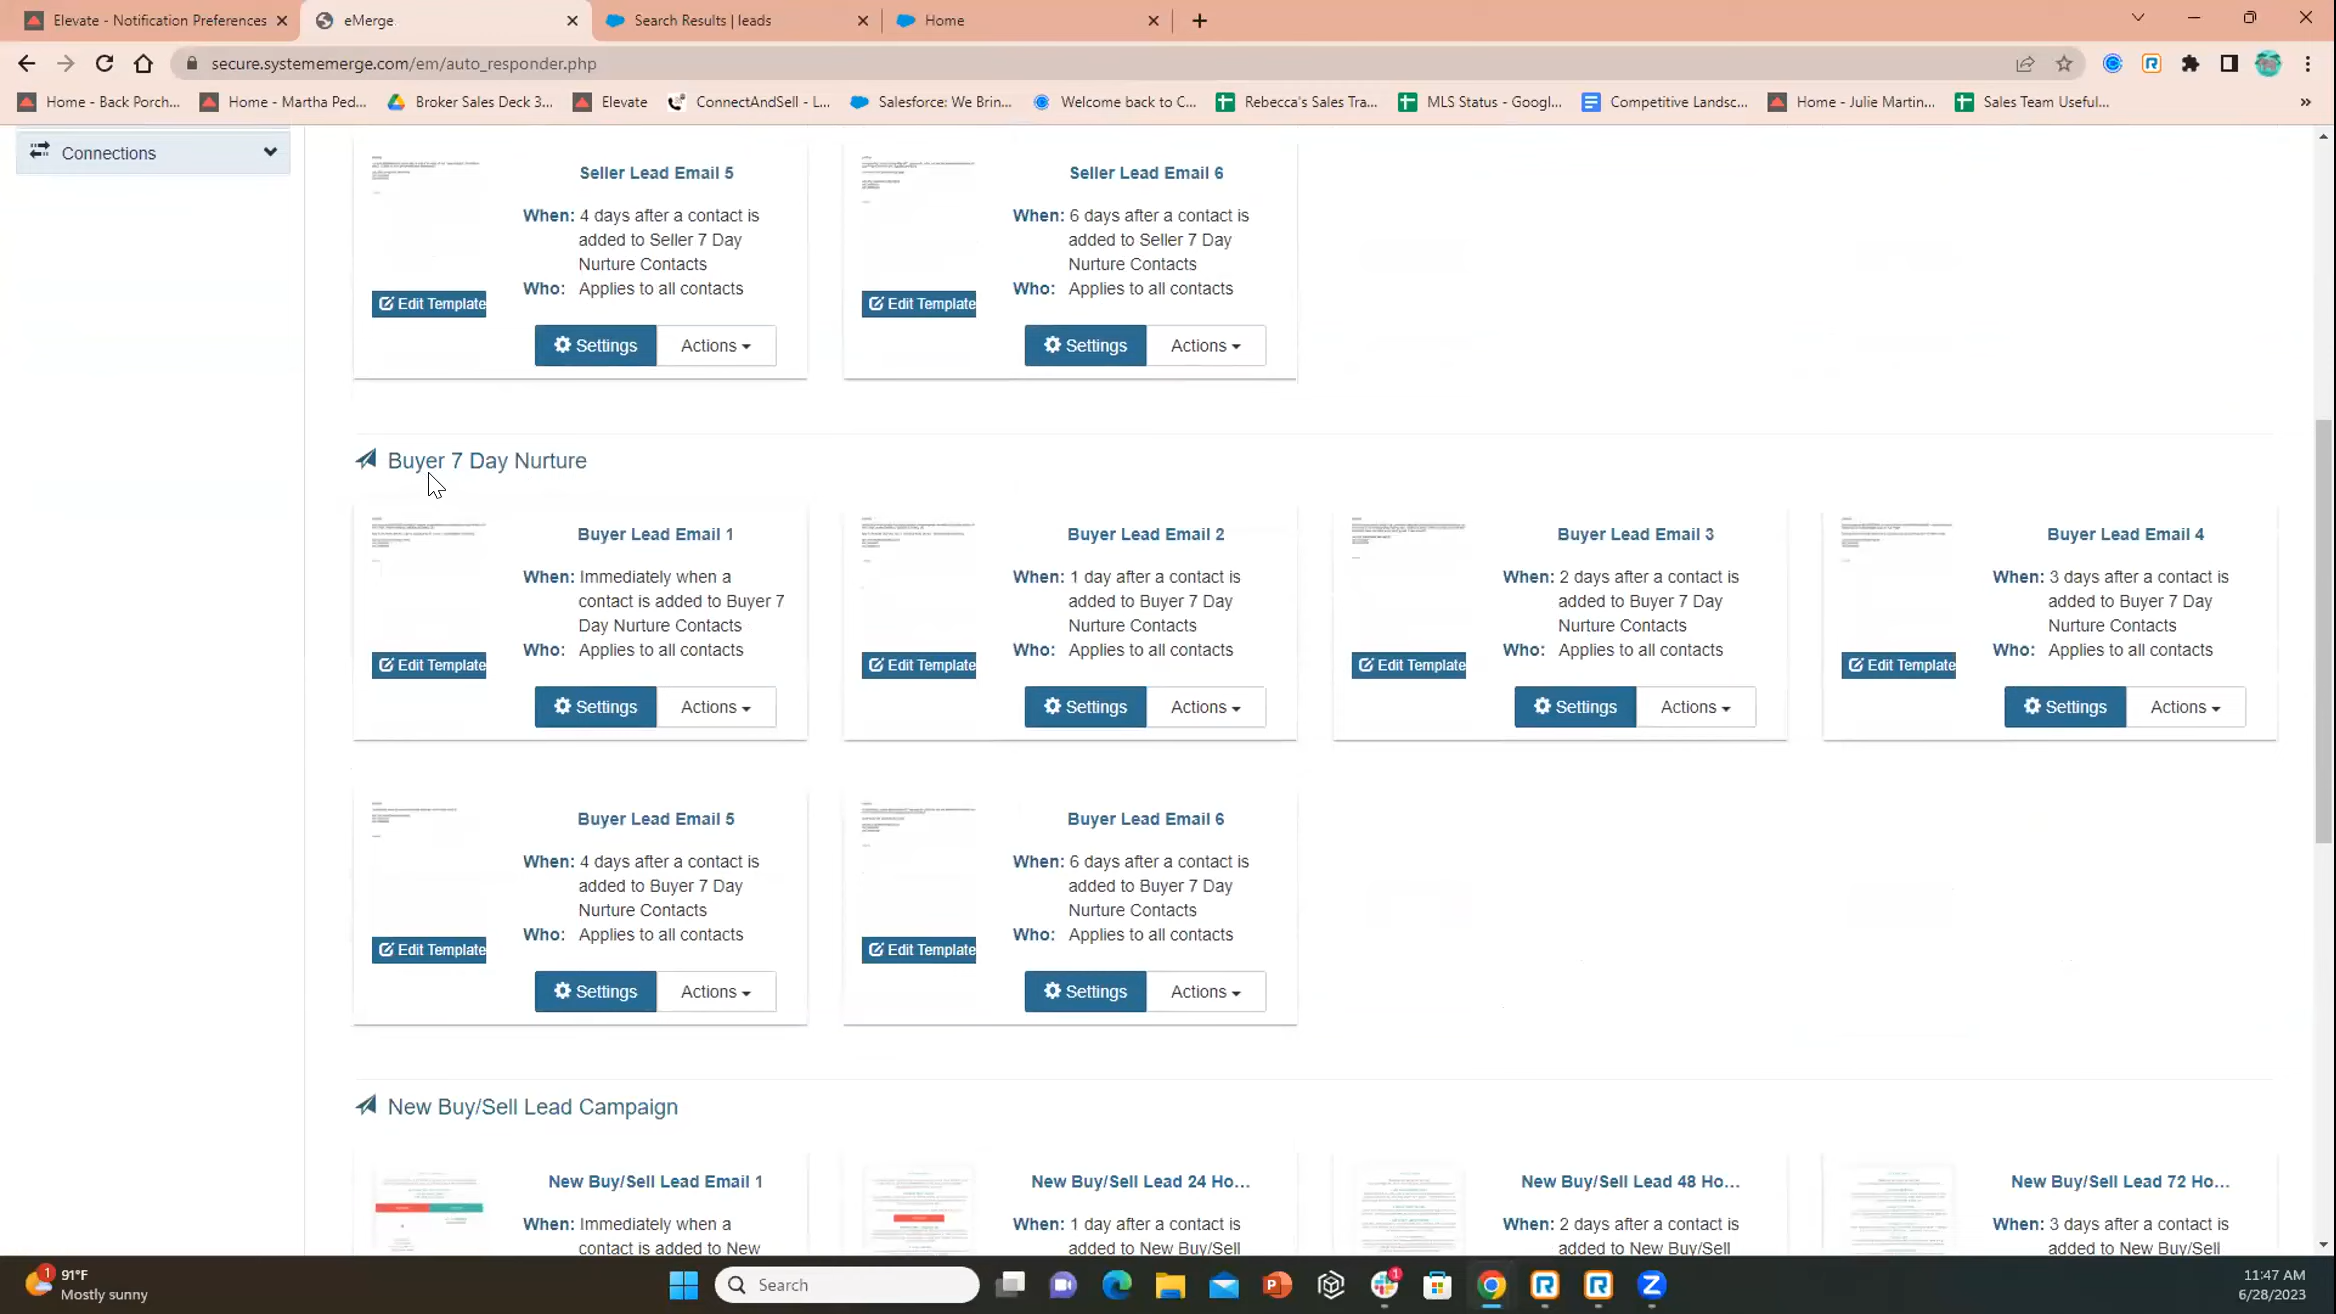 Elevate - Notification Preferences
eMerge
Search Results | leads
Home
secure.systememerge.com/em/auto_responder.php
Home - Back Porch...
Home - Martha Ped...
Broker Sales Deck 3...
Elevate
ConnectAndSell - L...
Salesforce: We Brin...
Welcome back to C...
Rebecca's Sales Tra...
MLS Status - Googl...
Competitive Landsc...
Home - Julie Martin...
Sales Team Useful...
»
Connections
Seller Lead Email 5
When: 4 days after a contact is
added to Seller 7 Day
Nurture Contacts
Who: Applies to all contacts
Edit Template
Settings
Actions
Seller Lead Email 6
When: 6 days after a contact is
added to Seller 7 Day
Nurture Contacts
Who: Applies to all contacts
Edit Template
Settings
Actions
Buyer 7 Day Nurture
Buyer Lead Email 1
When: Immediately when a
contact is added to Buyer 7
Day Nurture Contacts
Who: Applies to all contacts
Edit Template
Settings
Actions
Buyer Lead Email 2
When: 1 day after a contact is
added to Buyer 7 Day
Nurture Contacts
Who: Applies to all contacts
Edit Template
Settings
Actions
Buyer Lead Email 3
When: 2 days after a contact is
added to Buyer 7 Day
Nurture Contacts
Who: Applies to all contacts
Edit Template
Settings
Actions
Buyer Lead Email 4
When: 3 days after a contact is
added to Buyer 7 Day
Nurture Contacts
Who: Applies to all contacts
Edit Template
Settings
Actions
Buyer Lead Email 5
When: 4 days after a contact is
added to Buyer 7 Day
Nurture Contacts
Who: Applies to all contacts
Edit Template
Settings
Actions
Buyer Lead Email 6
When: 6 days after a contact is
added to Buyer 7 Day
Nurture Contacts
Who: Applies to all contacts
Edit Template
Settings
Actions
New Buy/Sell Lead Campaign
New Buy/Sell Lead Email 1
When: Immediately when a
contact is added to New
New Buy/Sell Lead 24 Ho...
When: 1 day after a contact is
added to New Buy/Sell
New Buy/Sell Lead 48 Ho...
When: 2 days after a contact is
added to New Buy/Sell
New Buy/Sell Lead 72 Ho...
When: 3 days after a contact is
added to New Buy/Sell
1
91°F
Mostly sunny
Search
1
11:47 AM
6/28/2023